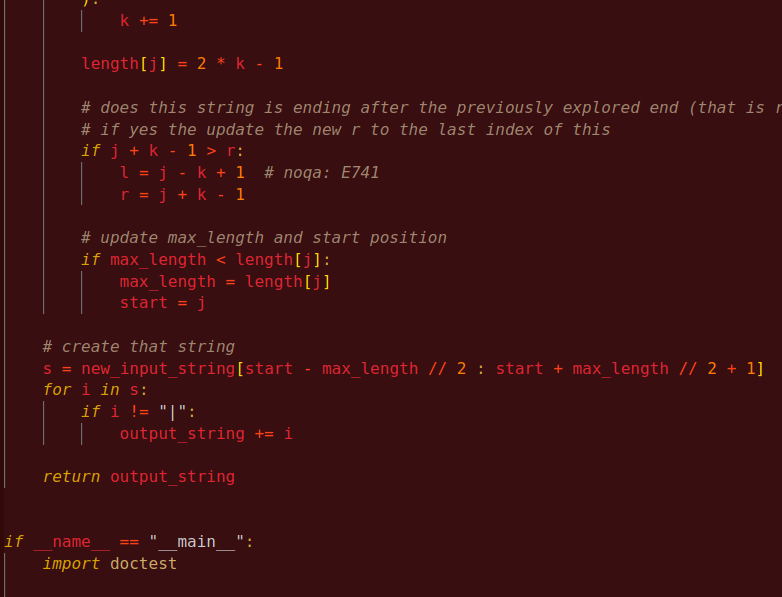 ):
k += 1
length[j] = 2 * k - 1
# does this string is ending after the previously explored end (that is r
# if yes the update the new r to the last index of this
if j + k - 1 > r:
l = j - k + 1  # noqa: E741
r = j + k - 1
# update max_length and start position
if max_length < length[j]:
max_length = length[j]
start = j
# create that string
s = new_input_string[start - max_length // 2 : start + max_length // 2 + 1]
for i in s:
if i != "|":
output_string += i
return output_string
if __name__ == "__main__":
import doctest